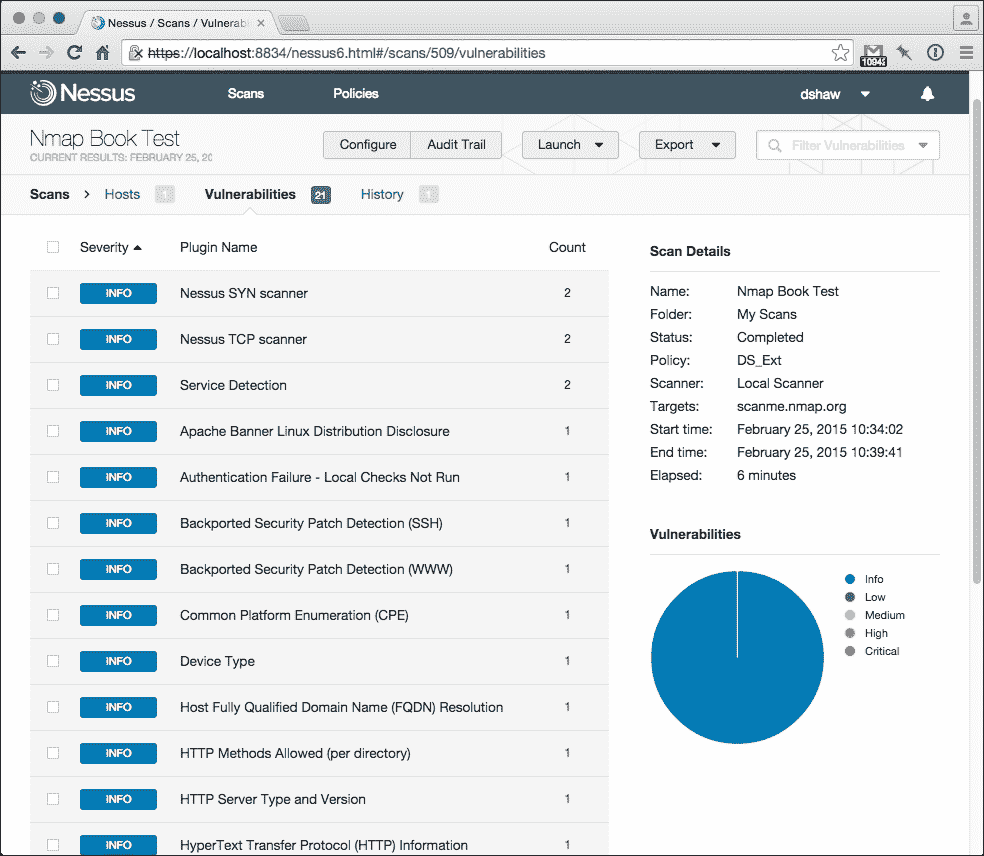 Nessus / Scans / Vulnerabi
https://localhost:8834/nessus6.html#/scans/509/vulnerabilities
Nessus Scans Policies dshaw
Nmap Book Test
CURRENT RESULTS: FEBRUARY 25, 20
Configure Audit Trail Launch Export Filter Vulnerabilities
Scans > Hosts 1 Vulnerabilities 21 History 1
Severity Plugin Name Count
INFO Nessus SYN scanner 2
INFO Nessus TCP scanner 2
INFO Service Detection 2
INFO Apache Banner Linux Distribution Disclosure 1
INFO Authentication Failure - Local Checks Not Run 1
INFO Backported Security Patch Detection (SSH) 1
INFO Backported Security Patch Detection (WWW) 1
INFO Common Platform Enumeration (CPE) 1
INFO Device Type 1
INFO Host Fully Qualified Domain Name (FQDN) Resolution 1
INFO HTTP Methods Allowed (per directory) 1
INFO HTTP Server Type and Version 1
INFO HyperText Transfer Protocol (HTTP) Information 1
Scan Details
Name: Nmap Book Test
Folder: My Scans
Status: Completed
Policy: DS_Ext
Scanner: Local Scanner
Targets: scanme.nmap.org
Start time: February 25, 2015 10:34:02
End time: February 25, 2015 10:39:41
Elapsed: 6 minutes
Vulnerabilities
Info
Low
Medium
High
Critical